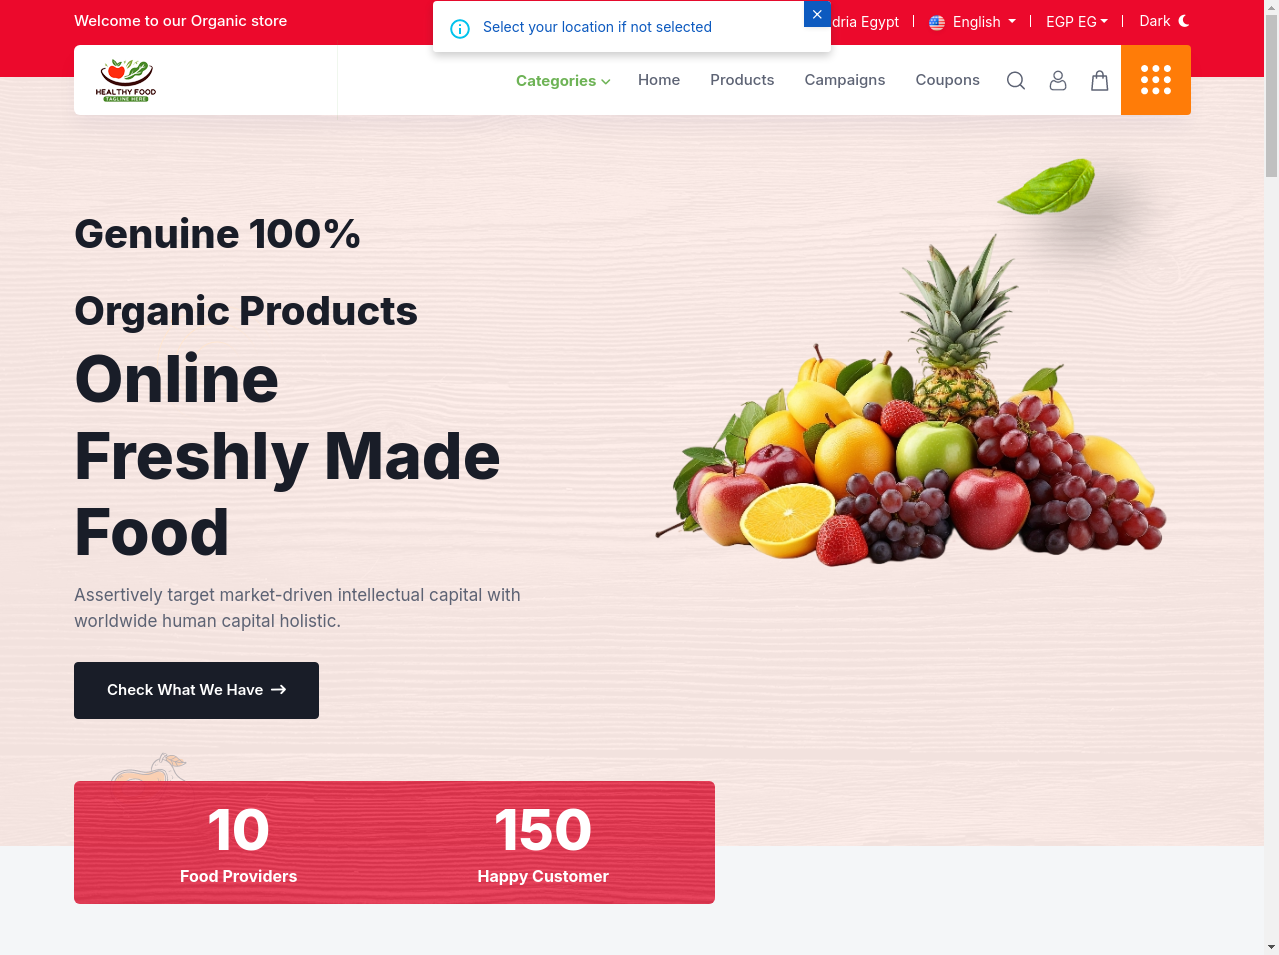 Welcome to our Organic store
Select your location if not selected
Egypt
English
EGP EG
Dark
HEALTHY FOOD
TAGLINE HERE
Categories
Home
Products
Campaigns
Coupons
Genuine 100%
Organic Products
Online
Freshly Made
Food
Assertively target market-driven intellectual capital with
worldwide human capital holistic.
Check What We Have
10
Food Providers
150
Happy Customer